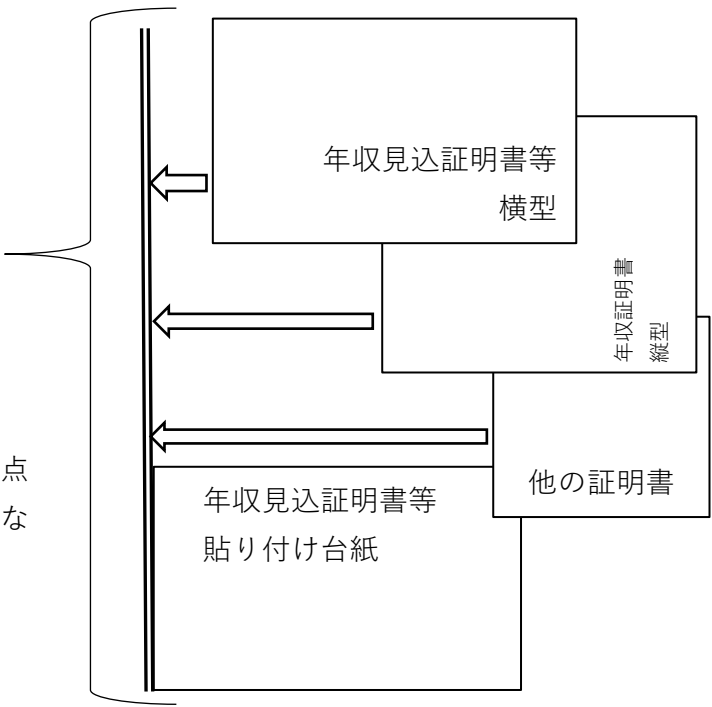 年収見込証明書等
横型
年収証明書
縦型
他の証明書
点
な
年収見込証明書等
貼り付け台紙